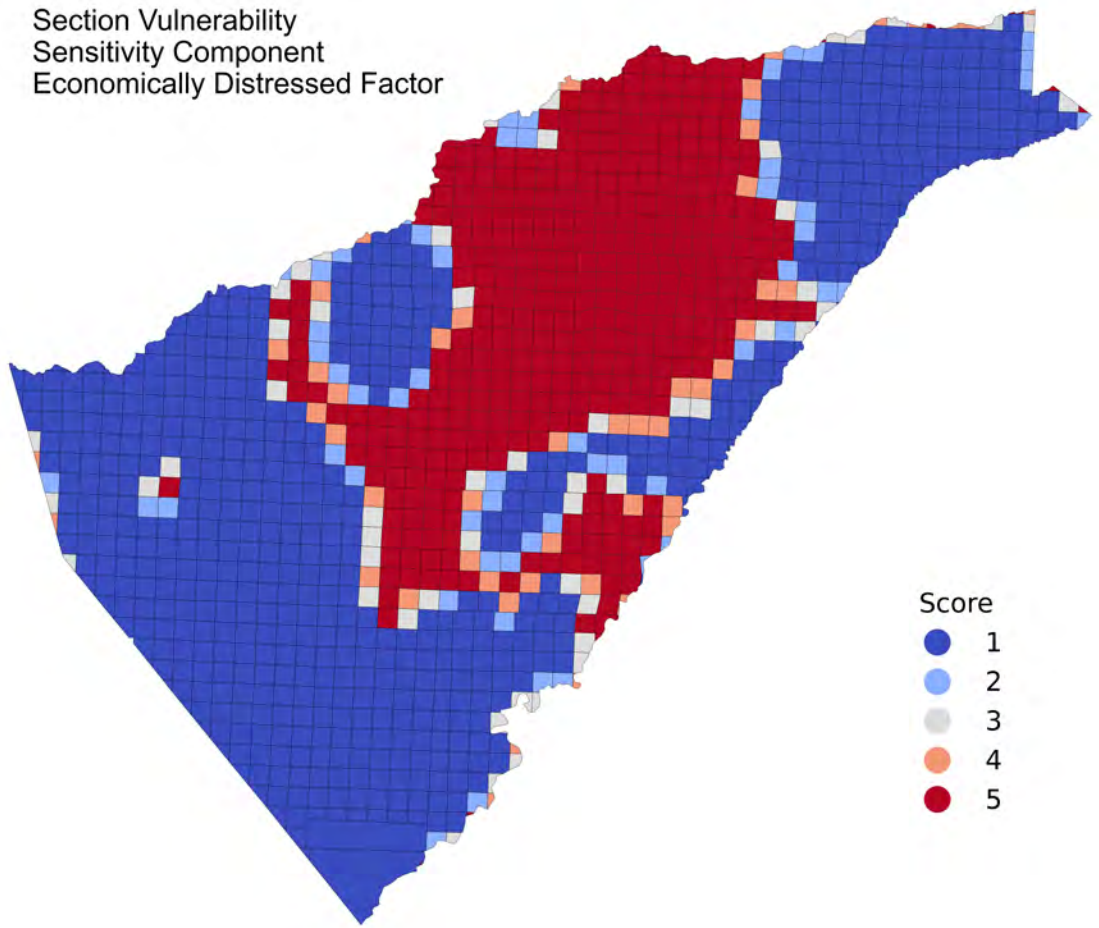 Section Vulnerability
Sensitivity Component
Economically Distressed Factor
Score
1
2
3
4
5